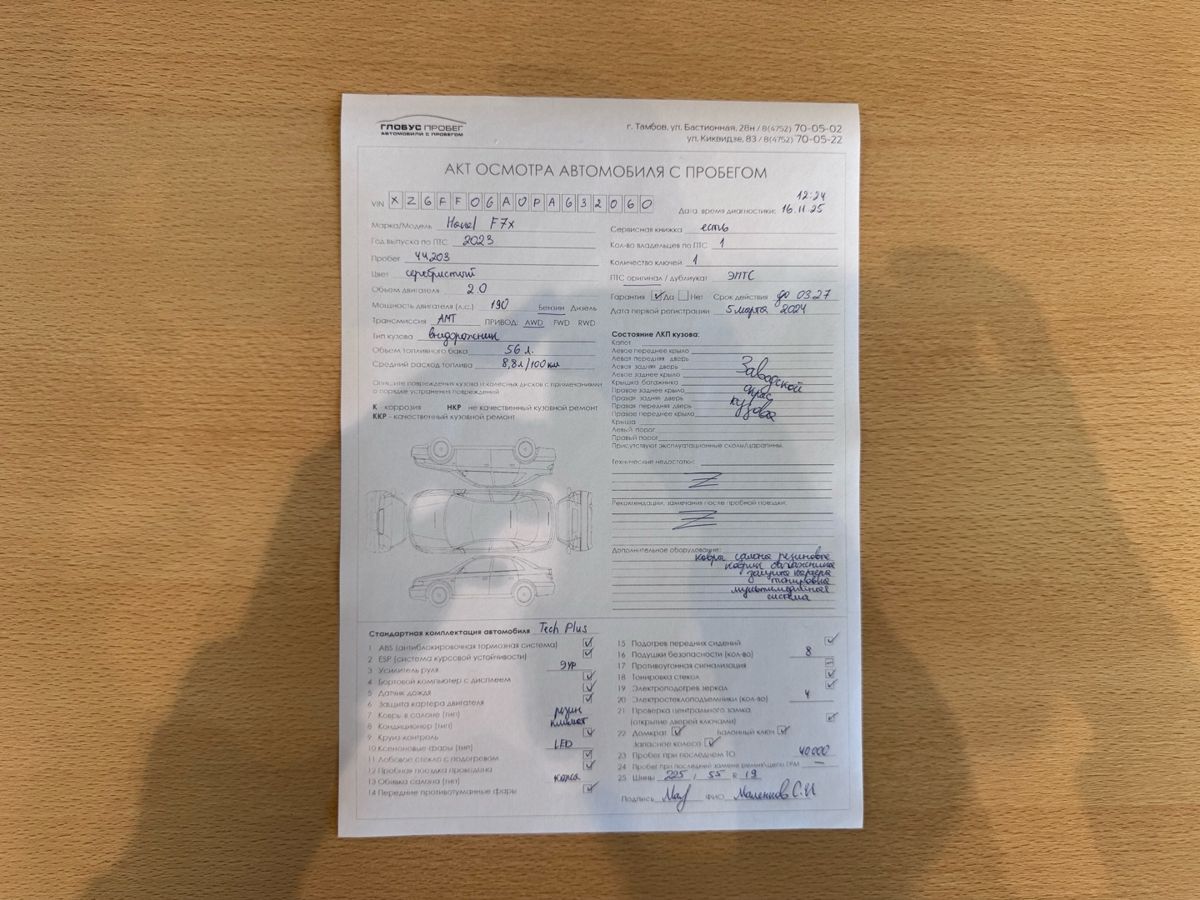 ГЛОБУС ПРОБЕГ
АВТОМОБИЛИ С ПРОБЕГОМ
г. Тамбов, ул. Бастионная, 28н / 8(4752) 70-05-02
ул. Киквидзе, 83 / 8(4752) 70-05-22
АКТ ОСМОТРА АВТОМОБИЛЯ С ПРОБЕГОМ
VIN XZGFF06GAVPA632060
Дата, время диагностики: 12:24 16.11.25
Марка/Модель Haval F7x
Год выпуска по ПТС 2023
Пробег 44203
Цвет серебристый
Объем двигателя 2.0
Мощность двигателя (л.с.) 190 Бензин Дизель
Трансмиссия АМТ ПРИВОД: AWD FWD RWD
Тип кузова внедорожник
Объем топливного бака 56 л.
Средний расход топлива 8,8л/100км
Опишите повреждения кузова и колесных дисков с примечаниями
о порядке устранения повреждений
К коррозия НКР не качественный кузовной ремонт
ККР - качественный кузовной ремонт
Сервисная книжка есть
Кол-во владельцев по ПТС 1
Количество ключей 1
ПТС оригинал / дубликат ЭПТС
Гарантия Да Нет Срок действия до 03.27
Дата первой регистрации 5 марта 2024
Состояние ЛКП кузова:
Капот
Левое переднее крыло
Левая передняя дверь
Левая задняя дверь
Левое заднее крыло
Крышка багажника
Правое заднее крыло
Правая задняя дверь
Правая передняя дверь
Правое переднее крыло
Крыша
Левый порог
Правый порог
Заводской
окрас
кузова
Присутствуют эксплуатационные сколы/царапины.
Технические недостатки:
Z
Рекомендации, замечания после пробной поездки:
Z
Дополнительное оборудование:
ковры салона резиновые
коврик багажника
защита картера
тонировка
мультимедийная
система
Стандартная комплектация автомобиля Tech Plus
1 ABS (антиблокировочная тормозная система)
2 ESP (система курсовой устойчивости)
3 Усилитель руля ЭУР
4 Бортовой компьютер с дисплеем
5 Датчик дождя
6 Защита картера двигателя
7 Ковры в салоне (тип) резин
8 Кондиционер (тип) климат
9 Круиз контроль
10 Ксеноновые фары (тип) LED
11 Лобовое стекло с подогревом
12 Пробная поездка проведена
13 Обивка салона (тип) кожа
14 Передние противотуманные фары
15 Подогрев передних сидений
16 Подушки безопасности (кол-во) 8
17 Противоугонная сигнализация
18 Тонировка стекол
19 Электроподогрев зеркал
20 Электростеклоподъемники (кол-во) 4
21 Проверка центрального замка
(открытие дверей ключами)
22 Домкрат Балонный ключ
Запасное колесо
23 Пробег при последнем ТО 40000
24 Пробег при последней замене ремня/цепи ГРМ —
25 Шины 225 / 55 R 19
Подпись ФИО Маленков С.И